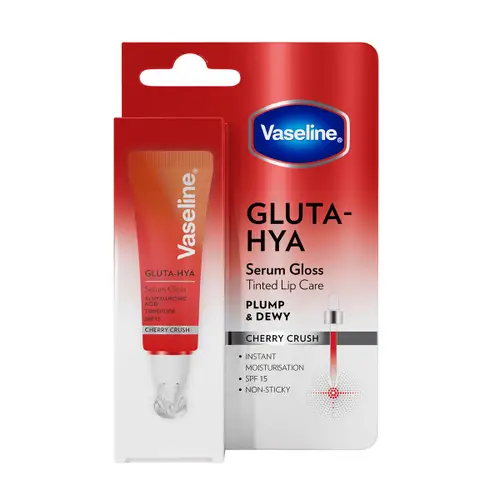 Vaseline®
GLUTA-
HYA
Serum Gloss
Tinted Lip Care
PLUMP
& DEWY
CHERRY CRUSH
• INSTANT
MOISTURISATION
• SPF 15
• NON-STICKY
Vaseline®
GLUTA-HYA
Serum Gloss
CHERRY CRUSH